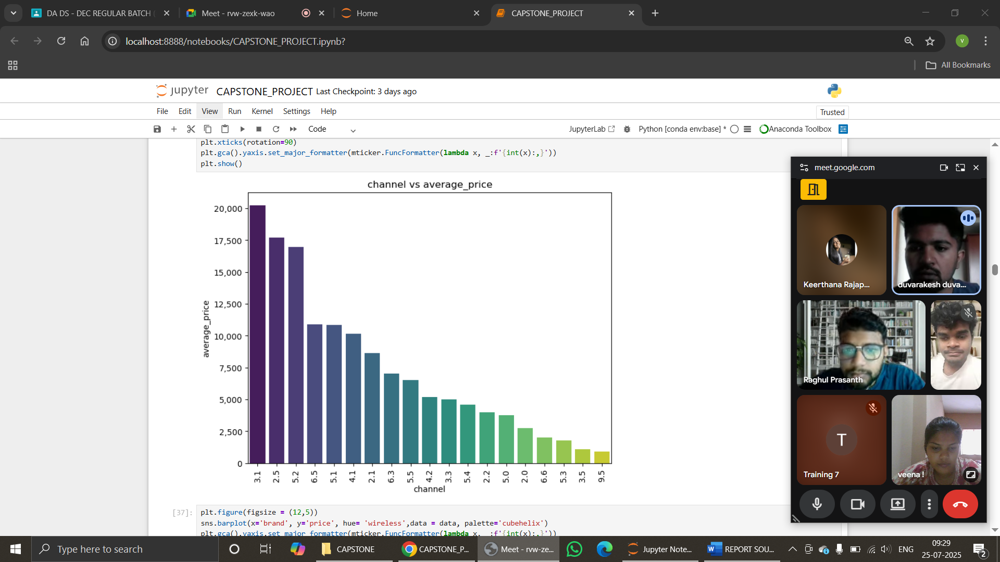 DA DS - DEC REGULAR BATCH (
Meet - rvw-zexk-wao
Home
CAPSTONE_PROJECT
localhost:8888/notebooks/CAPSTONE_PROJECT.ipynb?
V
All Bookmarks
jupyter CAPSTONE_PROJECT Last Checkpoint: 3 days ago
File Edit View Run Kernel Settings Help
Trusted
Code
JupyterLab
Python [conda env:base] *
Anaconda Toolbox
plt.xticks(rotation=90)
plt.gca().yaxis.set_major_formatter(mticker.FuncFormatter(lambda x, _:f'{int(x):,}'))
plt.show()
channel vs average_price
20,000
17,500
15,000
12,500
10,000
7,500
5,000
2,500
0
average_price
3.1 2.5 5.2 6.5 5.1 4.1 2.1 6.3 5.5 4.2 3.3 5.4 2.2 5.0 2.0 6.6 5.3 3.5 9.5
channel
[37]:
plt.figure(figsize = (12,5))
sns.barplot(x='brand', y='price', hue= 'wireless',data = data, palette='cubehelix')
plt.gca().yaxis.set_major_formatter(mticker.FuncFormatter(lambda x, _:f'{int(x):,}'))
meet.google.com
Keerthana Rajap...
duvarakesh duva...
Raghul Prasanth
T
Training 7
veena !
Type here to search
CAPSTONE
CAPSTONE_P...
Meet - rvw-ze...
Jupyter Note...
REPORT SOU...
ENG
09:29
25-07-2025
2